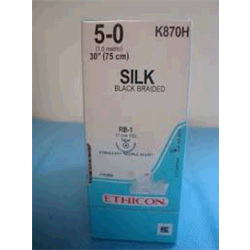 5-0 K870H
(1.0 metric)
30" (75 cm)
SILK
BLACK BRAIDED
RB-1
ETHICON